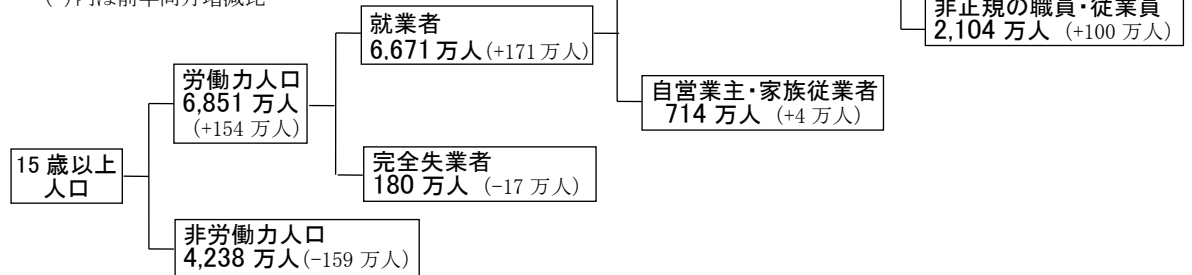 ( )内は前年同月増減比
非正規の職員・従業員
2,104 万人 (+100 万人)
就業者
6,671 万人(+171 万人)
労働力人口
6,851 万人
(+154 万人)
自営業主・家族従業者
714 万人 (+4 万人)
15 歳以上
人口
完全失業者
180 万人 (-17 万人)
非労働力人口
4,238 万人(-159 万人)